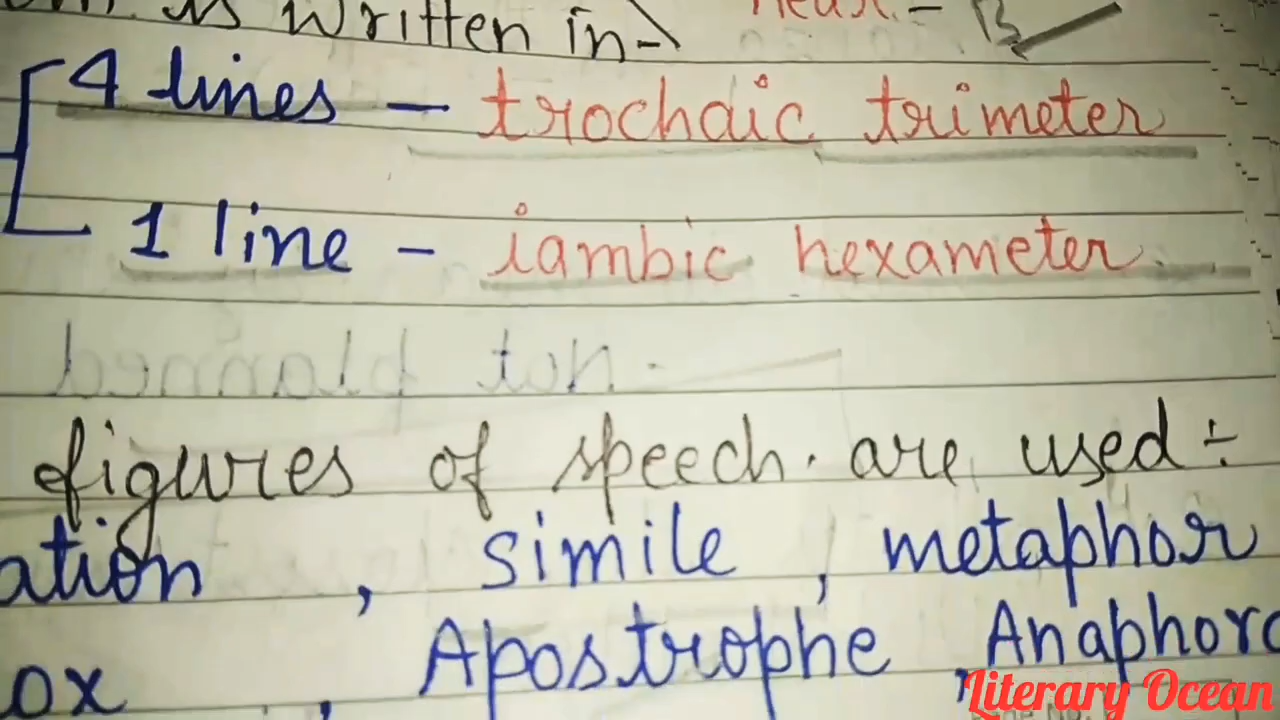 is written in-
4 lines - trochaic trimeter
1 line - iambic hexameter
figures of speech. are used ÷
ation, simile, metaphor
ox, Apostrophe, Anaphora
Literary Ocean